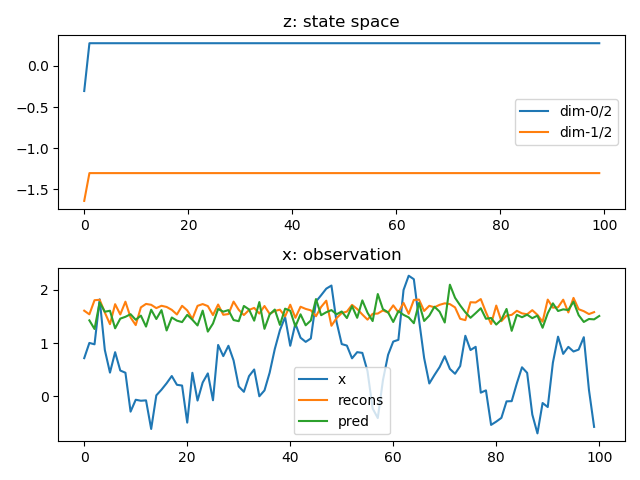 z: state space
0.0
−0.5
−1.0
−1.5
dim-0/2
dim-1/2
0 20 40 60 80 100
x: observation
2
1
0
x
recons
pred
0 20 40 60 80 100